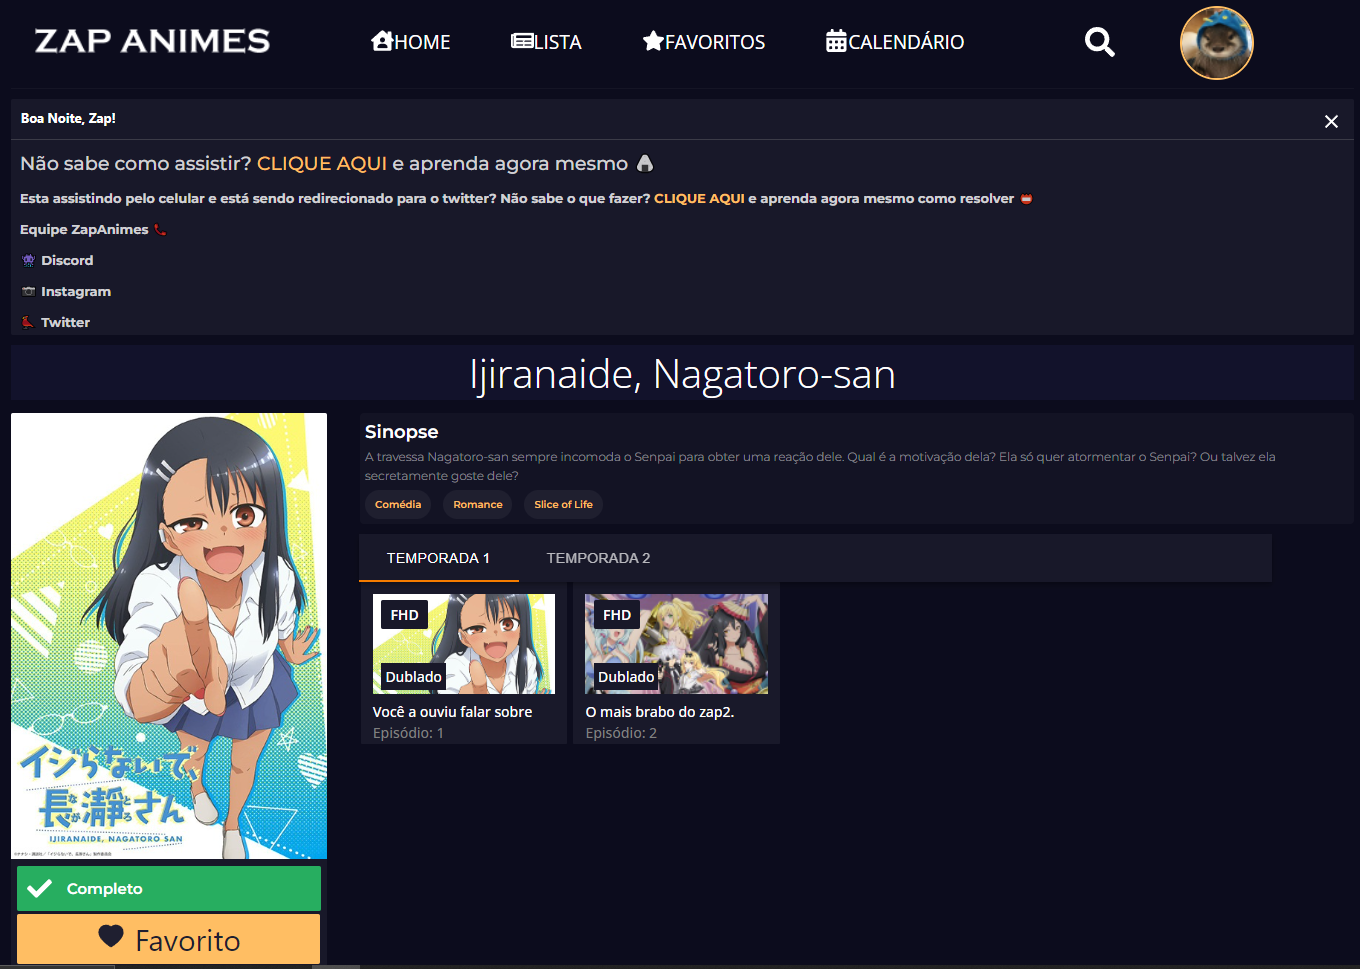 ZAP ANIMES
HOME
LISTA
FAVORITOS
CALENDÁRIO
Boa Noite, Zap!
Não sabe como assistir? CLIQUE AQUI e aprenda agora mesmo 🍙
Esta assistindo pelo celular e está sendo redirecionado para o twitter? Não sabe o que fazer? CLIQUE AQUI e aprenda agora mesmo como resolver
Equipe ZapAnimes 📞
Discord
Instagram
Twitter
Ijiranaide, Nagatoro-san
Sinopse
A travessa Nagatoro-san sempre incomoda o Senpai para obter uma reação dele. Qual é a motivação dela? Ela só quer atormentar o Senpai? Ou talvez ela
secretamente goste dele?
Comédia
Romance
Slice of Life
TEMPORADA 1
TEMPORADA 2
FHD
Dublado
Você a ouviu falar sobre
Episódio: 1
FHD
Dublado
O mais brabo do zap2.
Episódio: 2
イジらないで、
長瀞さん
なが とろ
IJIRANAIDE, NAGATORO SAN
Completo
Favorito